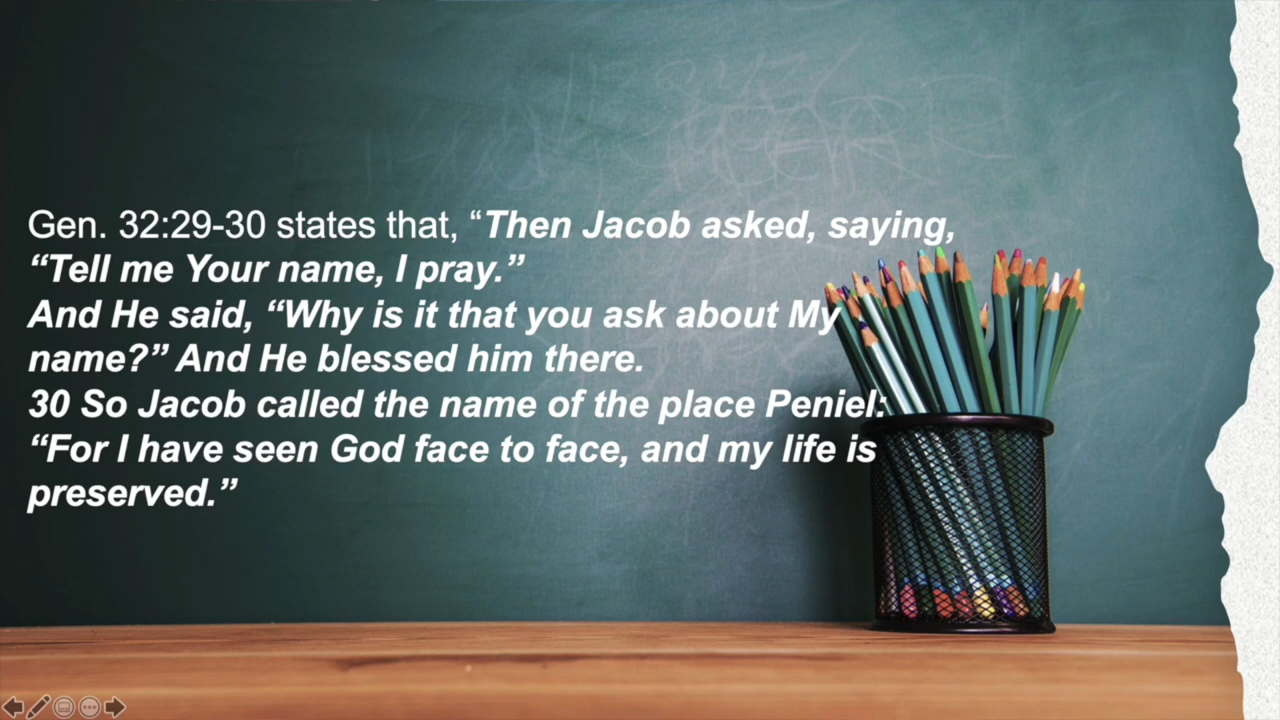 Gen. 32:29-30 states that, “Then Jacob asked, saying,
“Tell me Your name, I pray.”
And He said, “Why is it that you ask about My
name?” And He blessed him there.
30 So Jacob called the name of the place Peniel:
“For I have seen God face to face, and my life is
preserved.”